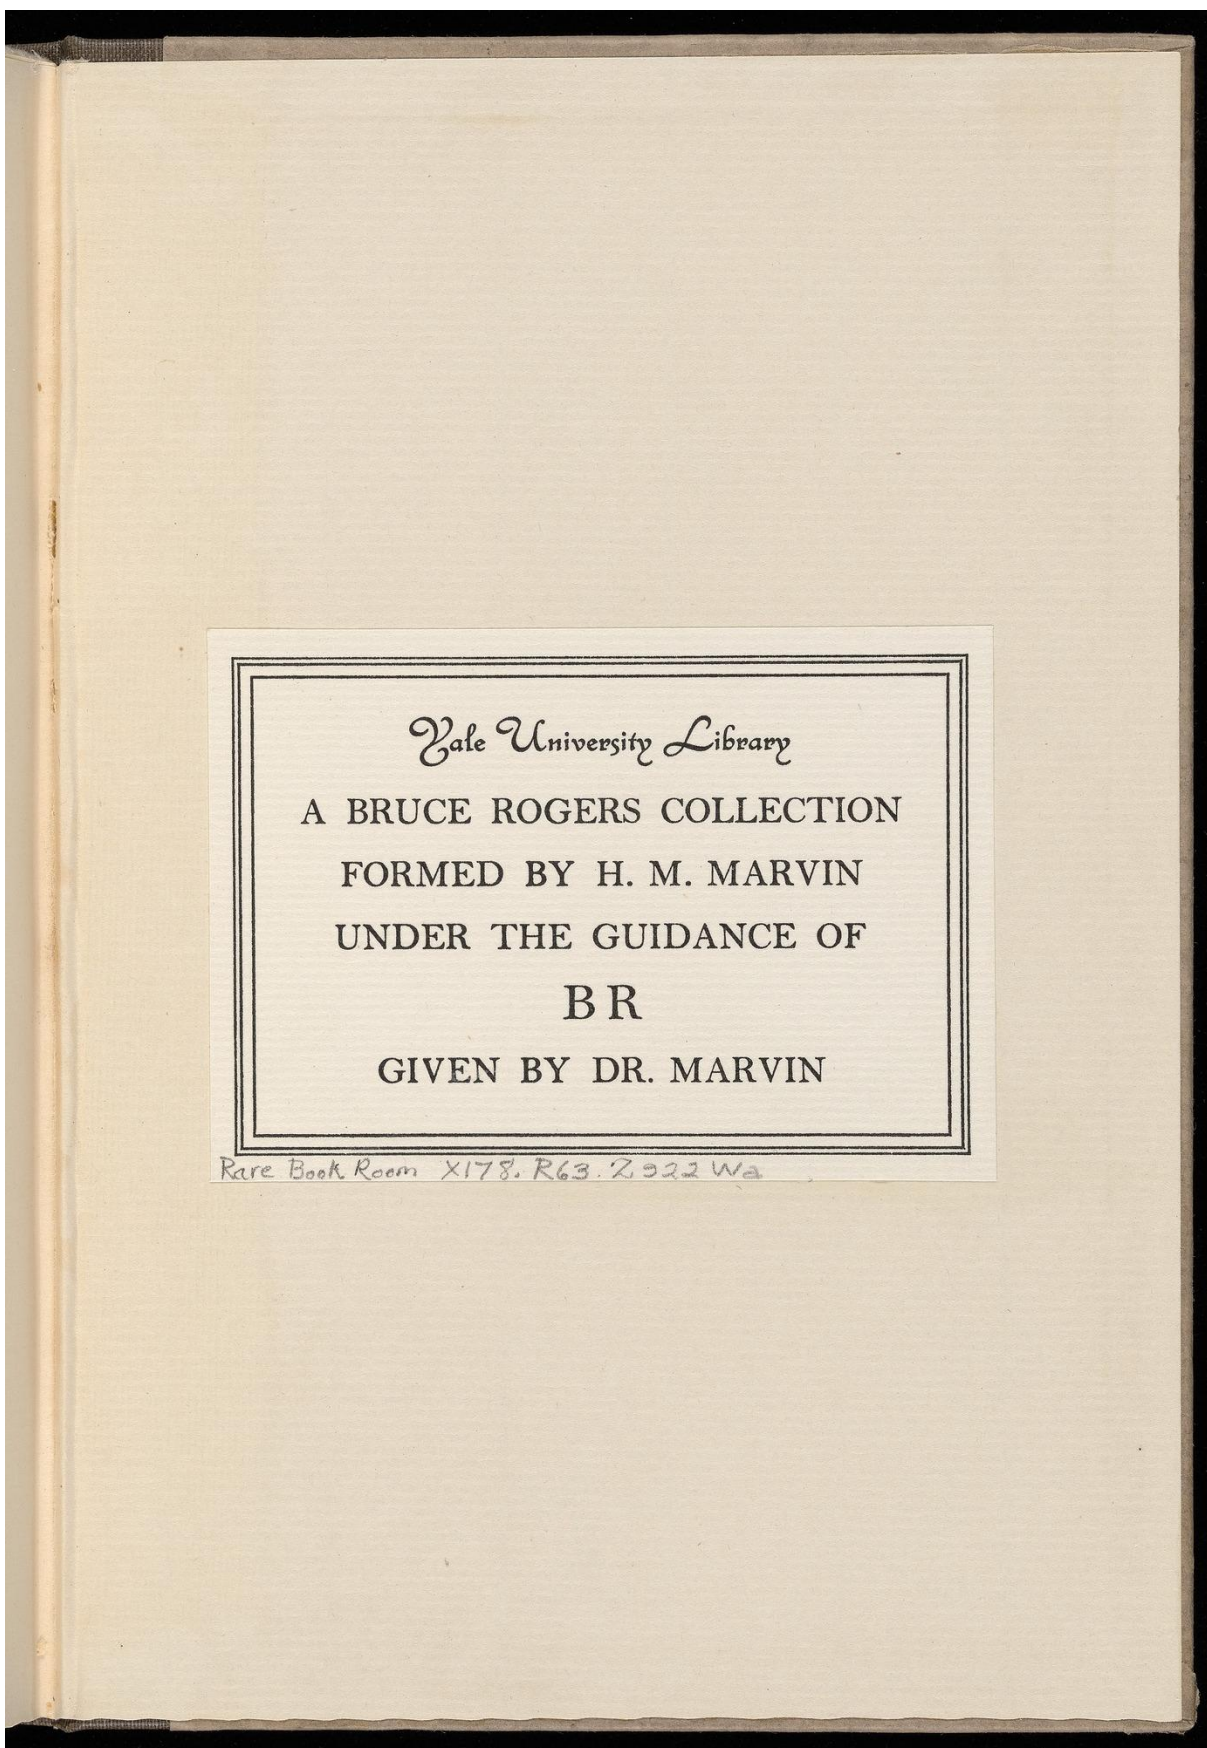 Yale University Library
A BRUCE ROGERS COLLECTION
FORMED BY H. M. MARVIN
UNDER THE GUIDANCE OF
BR
GIVEN BY DR. MARVIN
Rare Book Room X178. R63. Z922 Wa